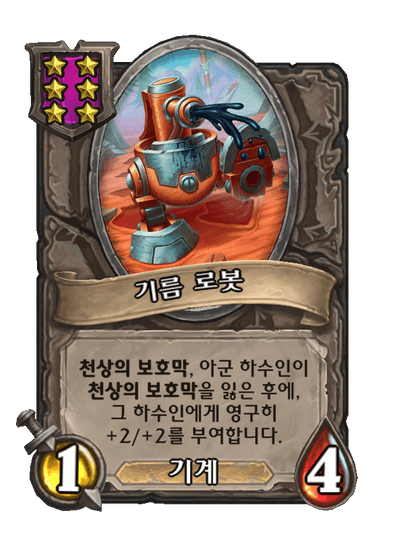 기름 로봇
천상의 보호막, 아군 하수인이
천상의 보호막을 잃은 후에,
그 하수인에게 영구히
+2/+2를 부여합니다.
1
기계
4